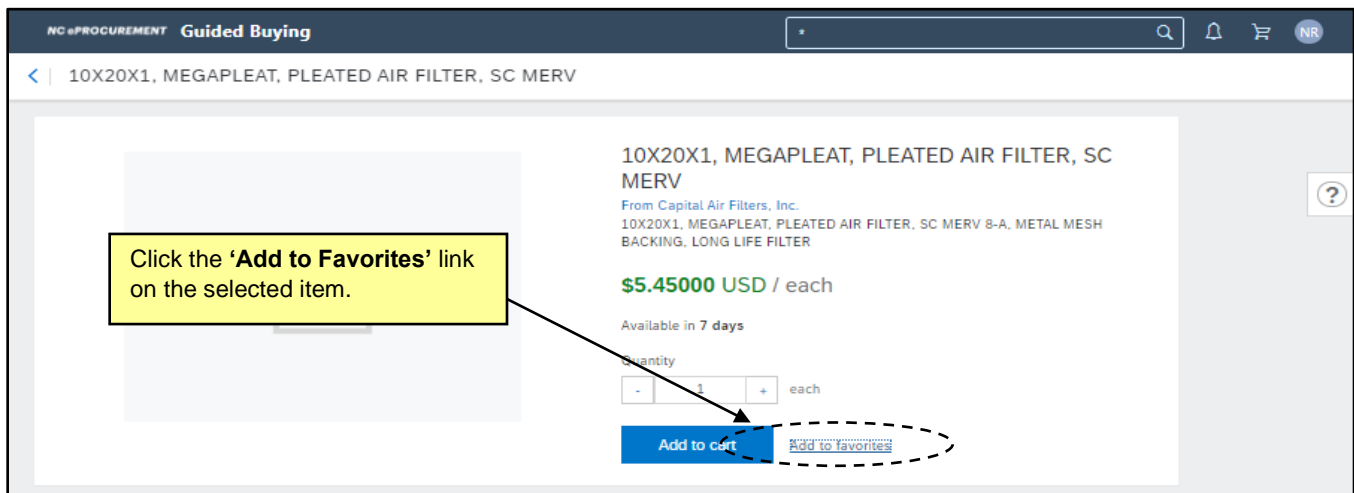 NC ePROCUREMENT Guided Buying
*
NR
10X20X1, MEGAPLEAT, PLEATED AIR FILTER, SC MERV
10X20X1, MEGAPLEAT, PLEATED AIR FILTER, SC
MERV
From Capital Air Filters, Inc.
10X20X1, MEGAPLEAT, PLEATED AIR FILTER, SC MERV 8-A, METAL MESH
BACKING, LONG LIFE FILTER
?
Click the ‘Add to Favorites’ link
on the selected item.
$5.45000 USD / each
Available in 7 days
Quantity
- 1 + each
Add to cart Add to favorites